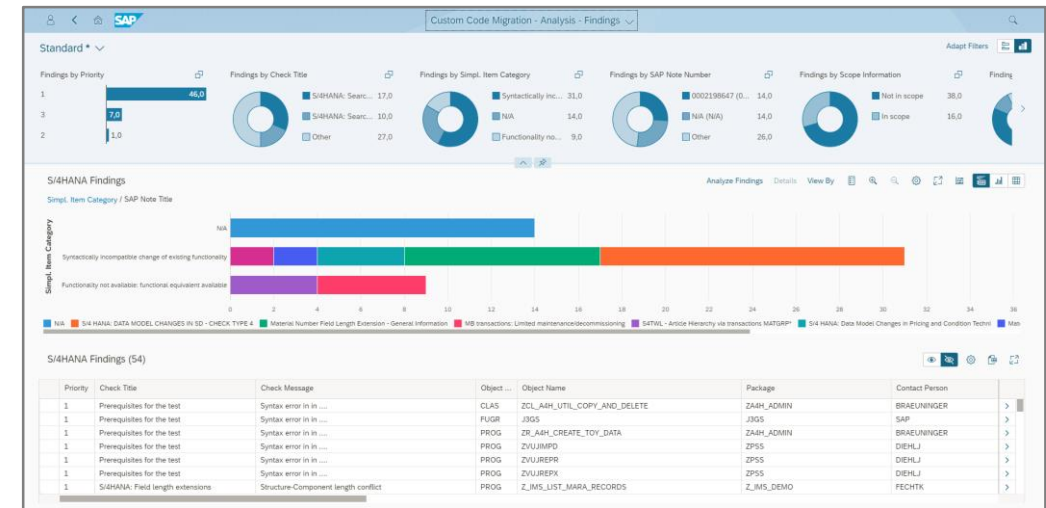 SAP Custom Code Migration - Analysis - Findings
Standard * Adapt Filters
Findings by Priority
1 46,0
3 7,0
2 1,0
Findings by Check Title
S/4HANA: Searc... 17,0
S/4HANA: Searc... 10,0
Other 27,0
Findings by Simpl. Item Category
Syntactically inc... 31,0
N/A 14,0
Functionality no... 9,0
Findings by SAP Note Number
0002198647 (0... 14,0
N/A (N/A) 14,0
Other 26,0
Findings by Scope Information
Not in scope 38,0
In scope 16,0
Finding
S/4HANA Findings Analyze Findings Details View By
Simpl. Item Category / SAP Note Title
Simpl. Item Category
N/A
Syntactically incompatible change of existing functionality
Functionality not available: functional equivalent available
0 2 4 6 8 10 12 14 16 18 20 22 24 26 28 30 32 34 36
N/A S/4 HANA: DATA MODEL CHANGES IN SD - CHECK TYPE 4 Material Number Field Length Extension - General Information MB transactions: Limited maintenance/decommissioning S4TWL - Article Hierarchy via transactions MATGRP* S/4 HANA: Data Model Changes in Pricing and Condition Techni Mat
S/4HANA Findings (54)
Priority Check Title Check Message Object ... Object Name Package Contact Person
1 Prerequisites for the test Syntax error in in .... CLAS ZCL_A4H_UTIL_COPY_AND_DELETE ZA4H_ADMIN BRAEUNINGER
1 Prerequisites for the test Syntax error in in .... FUGR J3GS J3GS SAP
1 Prerequisites for the test Syntax error in in .... PROG ZR_A4H_CREATE_TOY_DATA ZA4H_ADMIN BRAEUNINGER
1 Prerequisites for the test Syntax error in in .... PROG ZVUJIMPD ZPSS DIEHLJ
1 Prerequisites for the test Syntax error in in .... PROG ZVUJREPR ZPSS DIEHLJ
1 Prerequisites for the test Syntax error in in .... PROG ZVUJREPX ZPSS DIEHLJ
1 S/4HANA: Field length extensions Structure-Component length conflict PROG Z_IMS_LIST_MARA_RECORDS Z_IMS_DEMO FECHTK